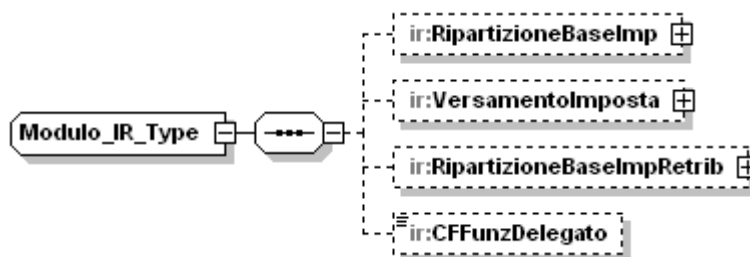 ir:RipartizioneBaseImp
ir:VersamentoImposta
Modulo_IR_Type
ir:RipartizioneBaseImpRetrib
ir:CFFunzDelegato